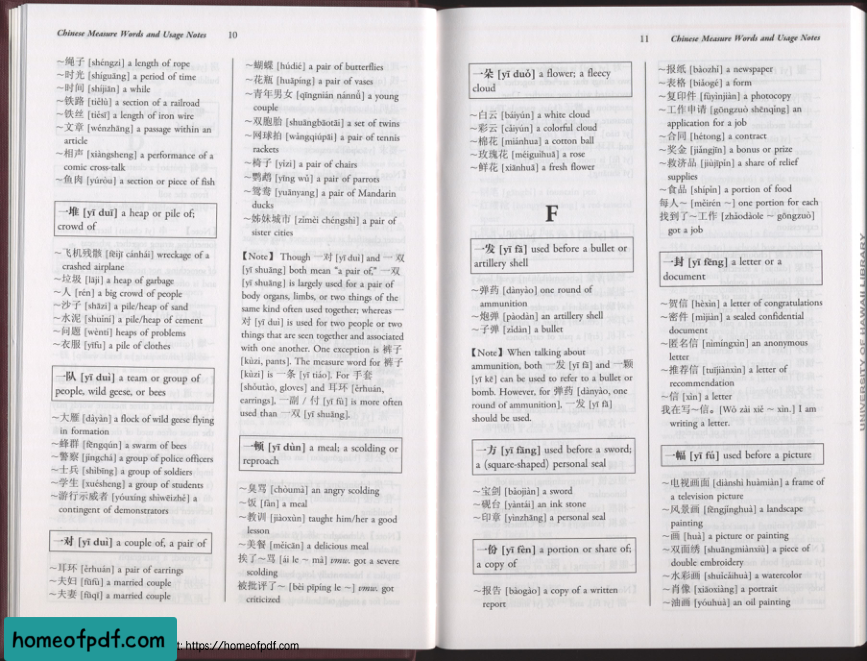 Chinese Measure Words and Usage Notes 10
~绳子 [shéngzi] a length of rope
~时光 [shíguāng] a period of time
~时间 [shíjiān] a while
~铁路 [tiělù] a section of a railroad
~铁丝 [tiěsī] a length of iron wire
~文章 [wénzhāng] a passage within an
article
~相声 [xiàngsheng] a performance of a
comic cross-talk
~鱼肉 [yúròu] a section or piece of fish
一堆 [yī duī] a heap or pile of;
crowd of
~飞机残骸 [fēijī cánhái] wreckage of a
crashed airplane
~垃圾 [lājī] a heap of garbage
~人 [rén] a big crowd of people
~沙子 [shāzi] a pile/heap of sand
~水泥 [shuǐní] a pile/heap of cement
~问题 [wèntí] heaps of problems
~衣服 [yīfu] a pile of clothes
一队 [yī duì] a team or group of
people, wild geese, or bees
~大雁 [dàyàn] a flock of wild geese flying
in formation
~蜂群 [fēngqún] a swarm of bees
~警察 [jǐngchá] a group of police officers
~士兵 [shìbīng] a group of soldiers
~学生 [xuésheng] a group of students
~游行示威者 [yóuxíng shìwēizhě] a
contingent of demonstrators
一对 [yī duì] a couple of, a pair of
~耳环 [ěrhuán] a pair of earrings
~夫妇 [fūfù] a married couple
~夫妻 [fūqī] a married couple
~蝴蝶 [húdié] a pair of butterflies
~花瓶 [huāpíng] a pair of vases
~青年男女 [qīngnián nánnǚ] a young
couple
~双胞胎 [shuāngbāotāi] a set of twins
~网球拍 [wǎngqiúpāi] a pair of tennis
rackets
~椅子 [yǐzi] a pair of chairs
~鹦鹉 [yīng wǔ] a pair of parrots
~鸳鸯 [yuānyang] a pair of Mandarin
ducks
~姊妹城市 [zǐmèi chéngshì] a pair of
sister cities
【Note】 Though 一对 [yī duì] and 一双
[yī shuāng] both mean “a pair of,” 一双
[yī shuāng] is largely used for a pair of
body organs, limbs, or two things of the
same kind often used together; whereas 一
对 [yī duì] is used for two people or two
things that are seen together and associated
with one another. One exception is 裤子
[kùzi, pants]. The measure word for 裤子
[kùzi] is 一条 [yī tiáo]. For 手套
[shǒutào, gloves] and 耳环 [ěrhuán,
earrings], 一副 / 付 [yī fù] is more often
used than 一双 [yī shuāng].
一顿 [yī dùn] a meal; a scolding or
reproach
~臭骂 [chòumà] an angry scolding
~饭 [fàn] a meal
~教训 [jiàoxùn] taught him/her a good
lesson
~美餐 [měicān] a delicious meal
挨了~骂 [ái le ~ mà] vmw. got a severe
scolding
被批评了~ [bèi pīpíng le ~] vmw. got
criticized
11 Chinese Measure Words and Usage Notes
一朵 [yī duǒ] a flower; a fleecy
cloud
~白云 [báiyún] a white cloud
~彩云 [cǎiyún] a colorful cloud
~棉花 [miánhua] a cotton ball
~玫瑰花 [méiguihuā] a rose
~鲜花 [xiānhuā] a fresh flower
F
一发 [yī fā] used before a bullet or
artillery shell
~弹药 [dànyào] one round of
ammunition
~炮弹 [pàodàn] an artillery shell
~子弹 [zǐdàn] a bullet
【Note】 When talking about
ammunition, both 一发 [yī fā] and 一颗
[yī kē] can be used to refer to a bullet or
bomb. However, for 弹药 [dànyào, one
round of ammunition], 一发 [yī fā]
should be used.
一方 [yī fāng] used before a sword;
a (square-shaped) personal seal
~宝剑 [bǎojiàn] a sword
~砚台 [yàntái] an ink stone
~印章 [yìnzhāng] a personal seal
一份 [yī fèn] a portion or share of;
a copy of
~报告 [bàogào] a copy of a written
report
~报纸 [bàozhǐ] a newspaper
~表格 [biǎogé] a form
~复印件 [fùyìnjiàn] a photocopy
~工作申请 [gōngzuò shēnqǐng] an
application for a job
~合同 [hétong] a contract
~奖金 [jiǎngjīn] a bonus or prize
~救济品 [jiùjìpǐn] a share of relief
supplies
~食品 [shípǐn] a portion of food
每人~ [měirén ~] one portion for each
找到了~工作 [zhǎodàole ~ gōngzuò]
got a job
一封 [yī fēng] a letter or a
document
~贺信 [hèxìn] a letter of congratulations
~密件 [mìjiàn] a sealed confidential
document
~匿名信 [nìmíngxìn] an anonymous
letter
~推荐信 [tuījiànxìn] a letter of
recommendation
~信 [xìn] a letter
我在写~信。 [Wǒ zài xiě ~ xìn.] I am
writing a letter.
一幅 [yī fú] used before a picture
~电视画面 [diànshì huàmiàn] a frame of
a television picture
~风景画 [fēngjǐnghuà] a landscape
painting
~画 [huà] a picture or painting
~双面绣 [shuāngmiànxiù] a piece of
double embroidery
~水彩画 [shuǐcǎihuà] a watercolor
~肖像 [xiāoxiàng] a portrait
~油画 [yóuhuà] an oil painting
UNIVERSITY OF HAWAII LIBRARY
homeofpdf.com
: https://homeofpdf.com